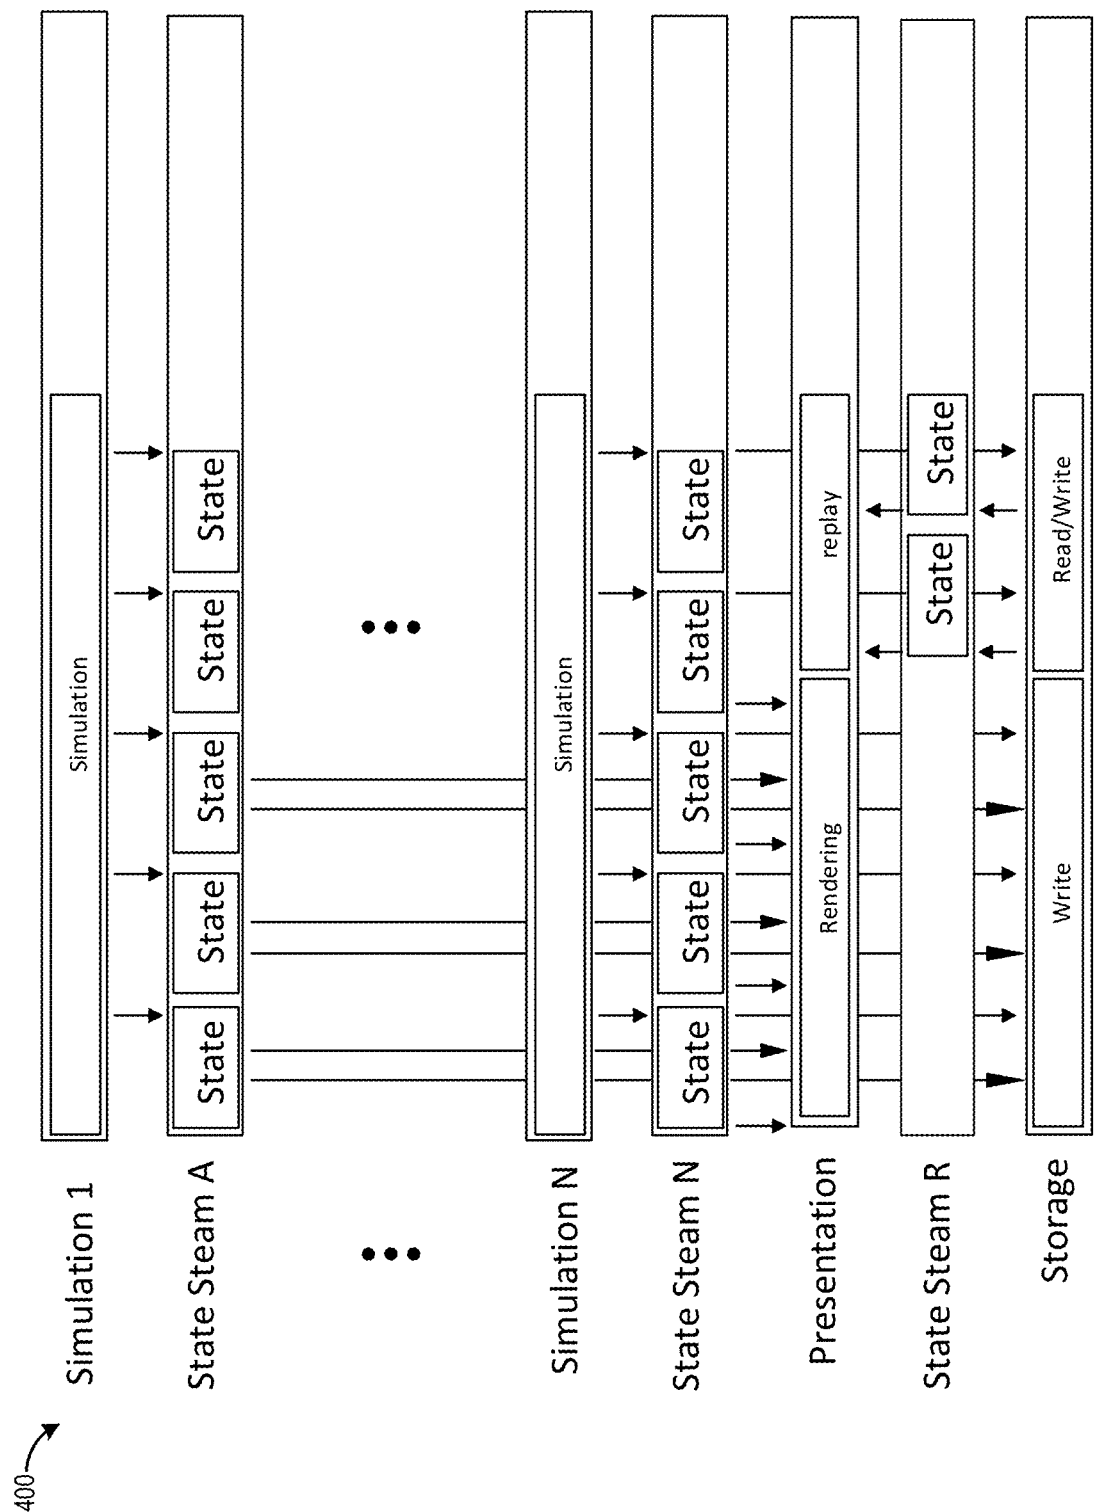 400
Simulation 1
Simulation
State Steam A
State
State
State
State
State
Simulation N
Simulation
State Steam N
State
State
State
State
State
Presentation
Rendering
replay
State Steam R
State
State
Storage
Write
Read/Write